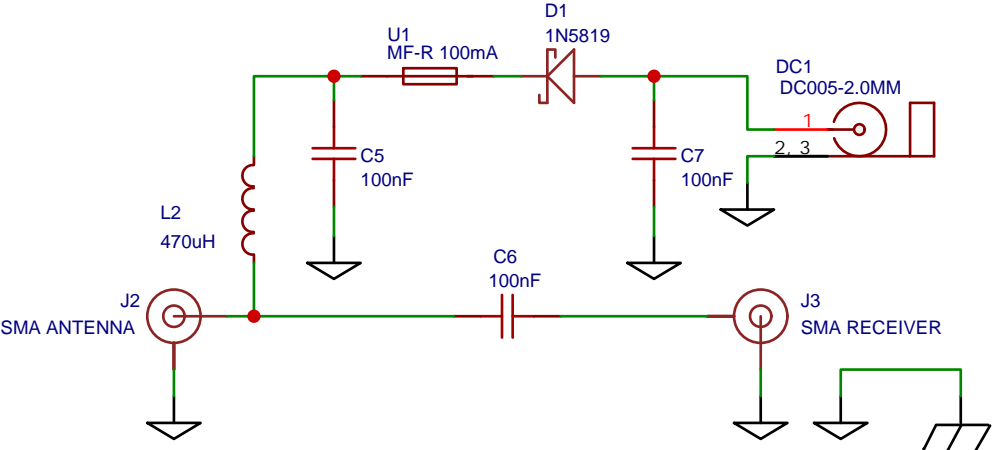 D1
1N5819
U1
MF-R 100mA
DC1
DC005-2.0MM
1
2, 3
C5
100nF
C7
100nF
L2
470uH
C6
100nF
J2
SMA ANTENNA
J3
SMA RECEIVER